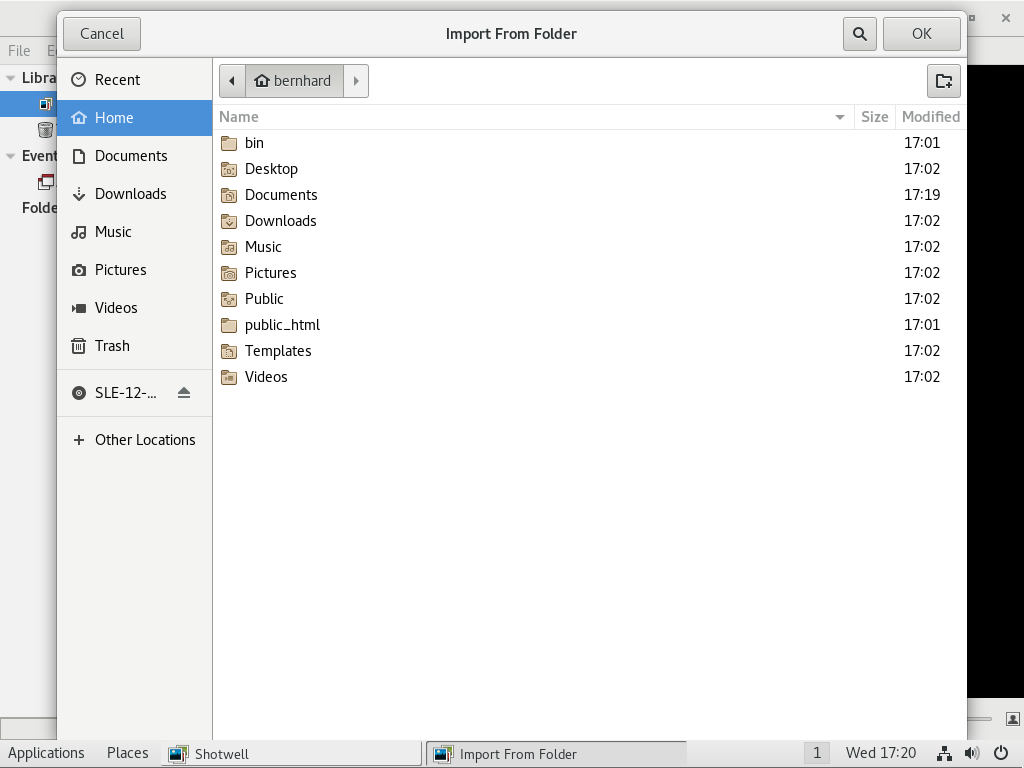 Cancel
Import From Folder
OK
File
Libra
Event
Folde
Recent
Home
Documents
Downloads
Music
Pictures
Videos
Trash
SLE-12-...
Other Locations
bernhard
Name Size Modified
bin 17:01
Desktop 17:02
Documents 17:19
Downloads 17:02
Music 17:02
Pictures 17:02
Public 17:02
public_html 17:01
Templates 17:02
Videos 17:02
Applications Places Shotwell Import From Folder 1 Wed 17:20